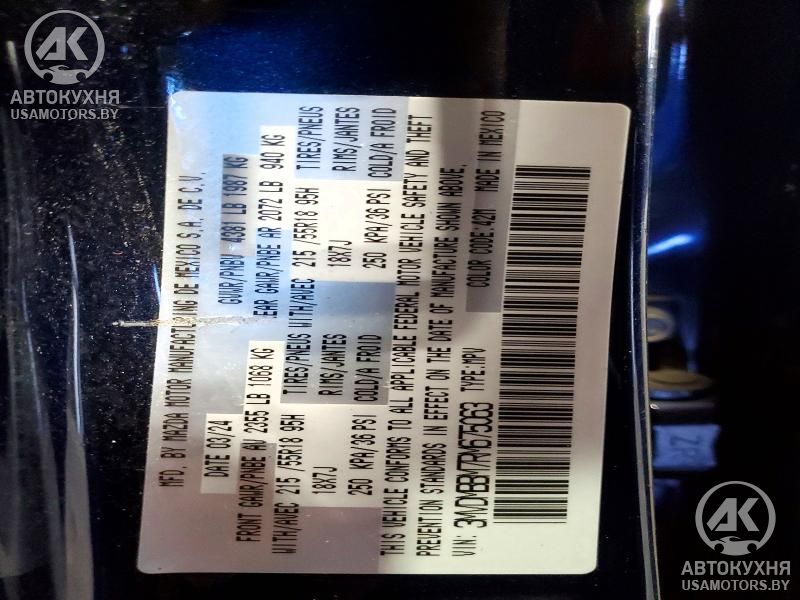 AK
АВТОКУХНЯ
USAMOTORS.BY
MFD. BY MAZDA MOTOR MANUFACTURING DE MEXICO S.A. DE C.V.
DATE 03/24 GVWR/PNBV 4381 LB 1987 KG
FRONT GAWR/PNBE AV 2355 LB 1068 KG REAR GAWR/PNBE AR 2072 LB 940 KG
WITH/AVEC 215 /55R18 95H TIRES/PNEUS WITH/AVEC 215 /55R18 95H TIRES/PNEUS
18X7J RIMS/JANTES 18X7J RIMS/JANTES
250 KPA/36 PSI COLD/A FROID 250 KPA/36 PSI COLD/A FROID
THIS VEHICLE CONFORMS TO ALL APPLICABLE FEDERAL MOTOR VEHICLE SAFETY AND THEFT
PREVENTION STANDARDS IN EFFECT ON THE DATE OF MANUFACTURE SHOWN ABOVE.
VIN: 3MVDMBBM7RM675063 TYPE:MPV COLOR CODE:42M MADE IN MEXICO
AK
АВТОКУХНЯ
USAMOTORS.BY